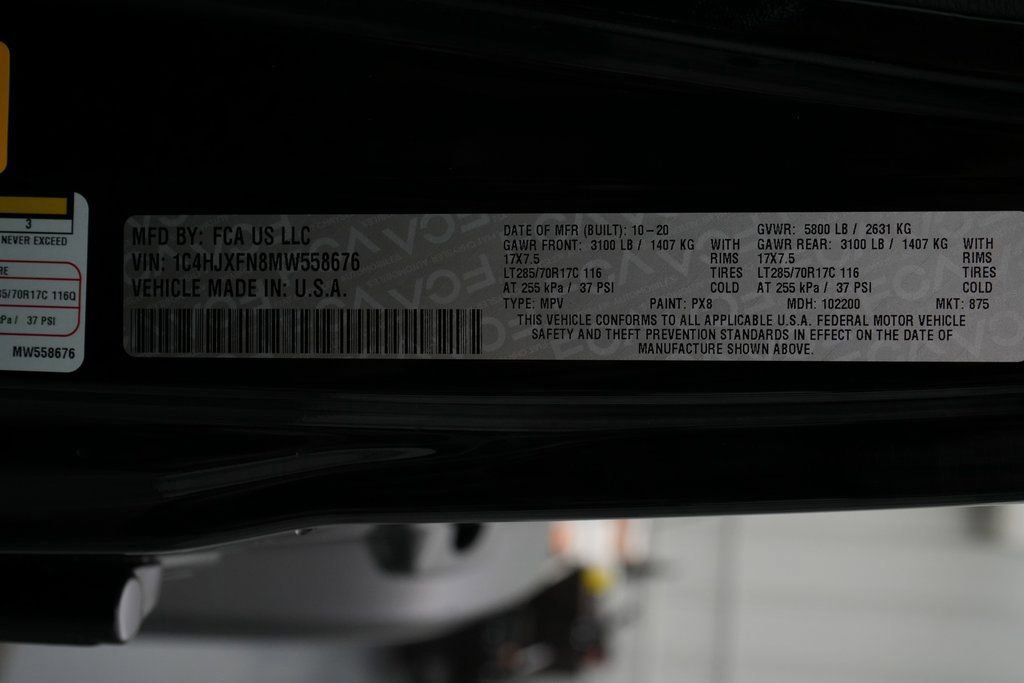 3
NEVER EXCEED
RE
85/70R17C 116Q
kPa / 37 PSI
MW558676
MFD BY: FCA US LLC
VIN: 1C4HJXFN8MW558676
VEHICLE MADE IN: U.S.A.
DATE OF MFR (BUILT): 10-20 GVWR: 5800 LB / 2631 KG
GAWR FRONT: 3100 LB / 1407 KG WITH GAWR REAR: 3100 LB / 1407 KG WITH
17X7.5 RIMS 17X7.5 RIMS
LT285/70R17C 116 TIRES LT285/70R17C 116 TIRES
AT 255 kPa / 37 PSI COLD AT 255 kPa / 37 PSI COLD
TYPE: MPV PAINT: PX8 MDH: 102200 MKT: 875
THIS VEHICLE CONFORMS TO ALL APPLICABLE U.S.A. FEDERAL MOTOR VEHICLE
SAFETY AND THEFT PREVENTION STANDARDS IN EFFECT ON THE DATE OF
MANUFACTURE SHOWN ABOVE.